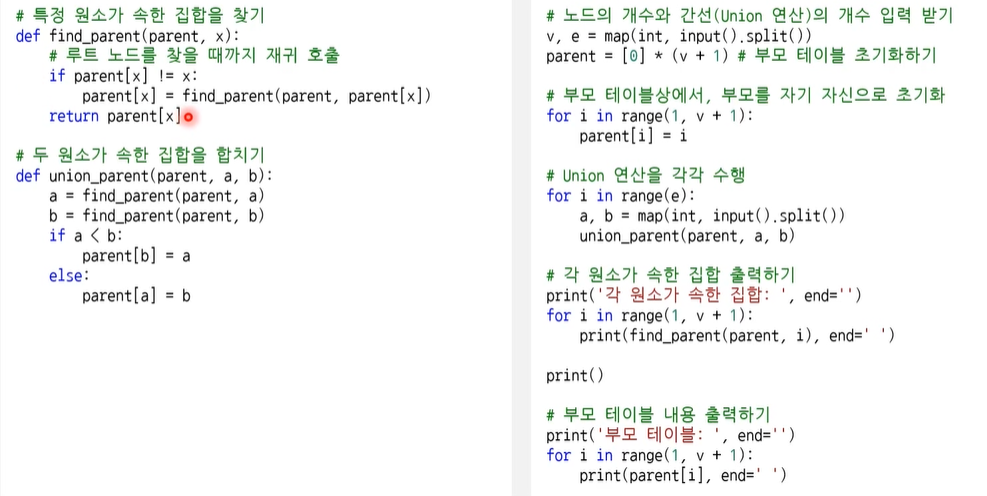 # 특정 원소가 속한 집합을 찾기
def find_parent(parent, x):
    # 루트 노드를 찾을 때까지 재귀 호출
    if parent[x] != x:
        parent[x] = find_parent(parent, parent[x])
    return parent[x]

# 두 원소가 속한 집합을 합치기
def union_parent(parent, a, b):
    a = find_parent(parent, a)
    b = find_parent(parent, b)
    if a < b:
        parent[b] = a
    else:
        parent[a] = b

# 노드의 개수와 간선(Union 연산)의 개수 입력 받기
v, e = map(int, input().split())
parent = [0] * (v + 1) # 부모 테이블 초기화하기

# 부모 테이블상에서, 부모를 자기 자신으로 초기화
for i in range(1, v + 1):
    parent[i] = i

# Union 연산을 각각 수행
for i in range(e):
    a, b = map(int, input().split())
    union_parent(parent, a, b)

# 각 원소가 속한 집합 출력하기
print('각 원소가 속한 집합: ', end='')
for i in range(1, v + 1):
    print(find_parent(parent, i), end=' ')

print()

# 부모 테이블 내용 출력하기
print('부모 테이블: ', end='')
for i in range(1, v + 1):
    print(parent[i], end=' ')